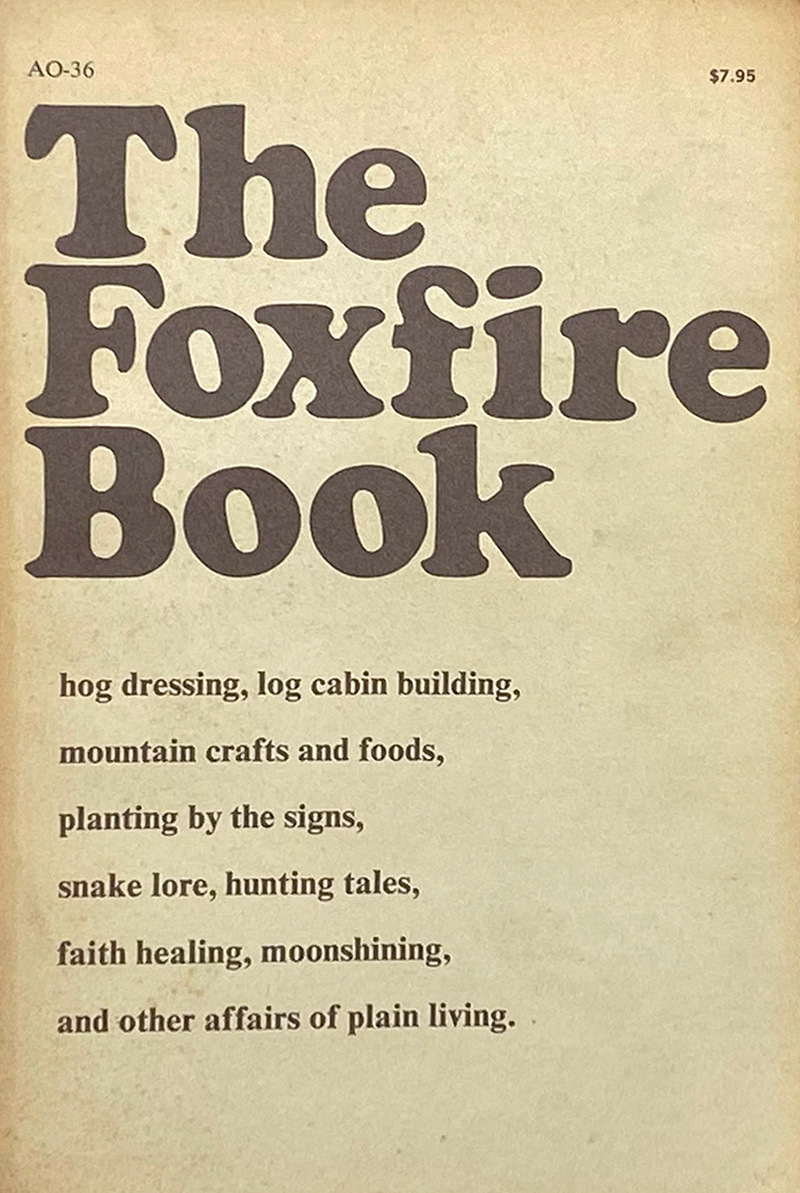 AO-36
$7.95
The
Foxfire
Book
hog dressing, log cabin building,
mountain crafts and foods,
planting by the signs,
snake lore, hunting tales,
faith healing, moonshining,
and other affairs of plain living.